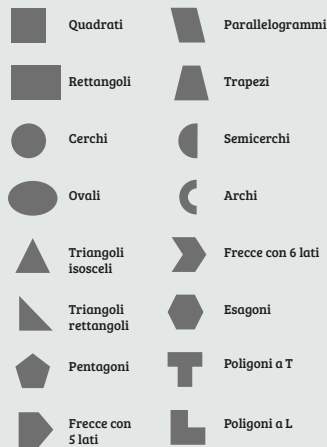 Quadrati
Parallelogrammi
Rettangoli
Trapezi
Cerchi
Semicerchi
Ovali
Archi
Triangoli
isosceli
Frecce con 6 lati
Triangoli
rettangoli
Esagoni
Pentagoni
Poligoni a T
Frecce con
5 lati
Poligoni a L